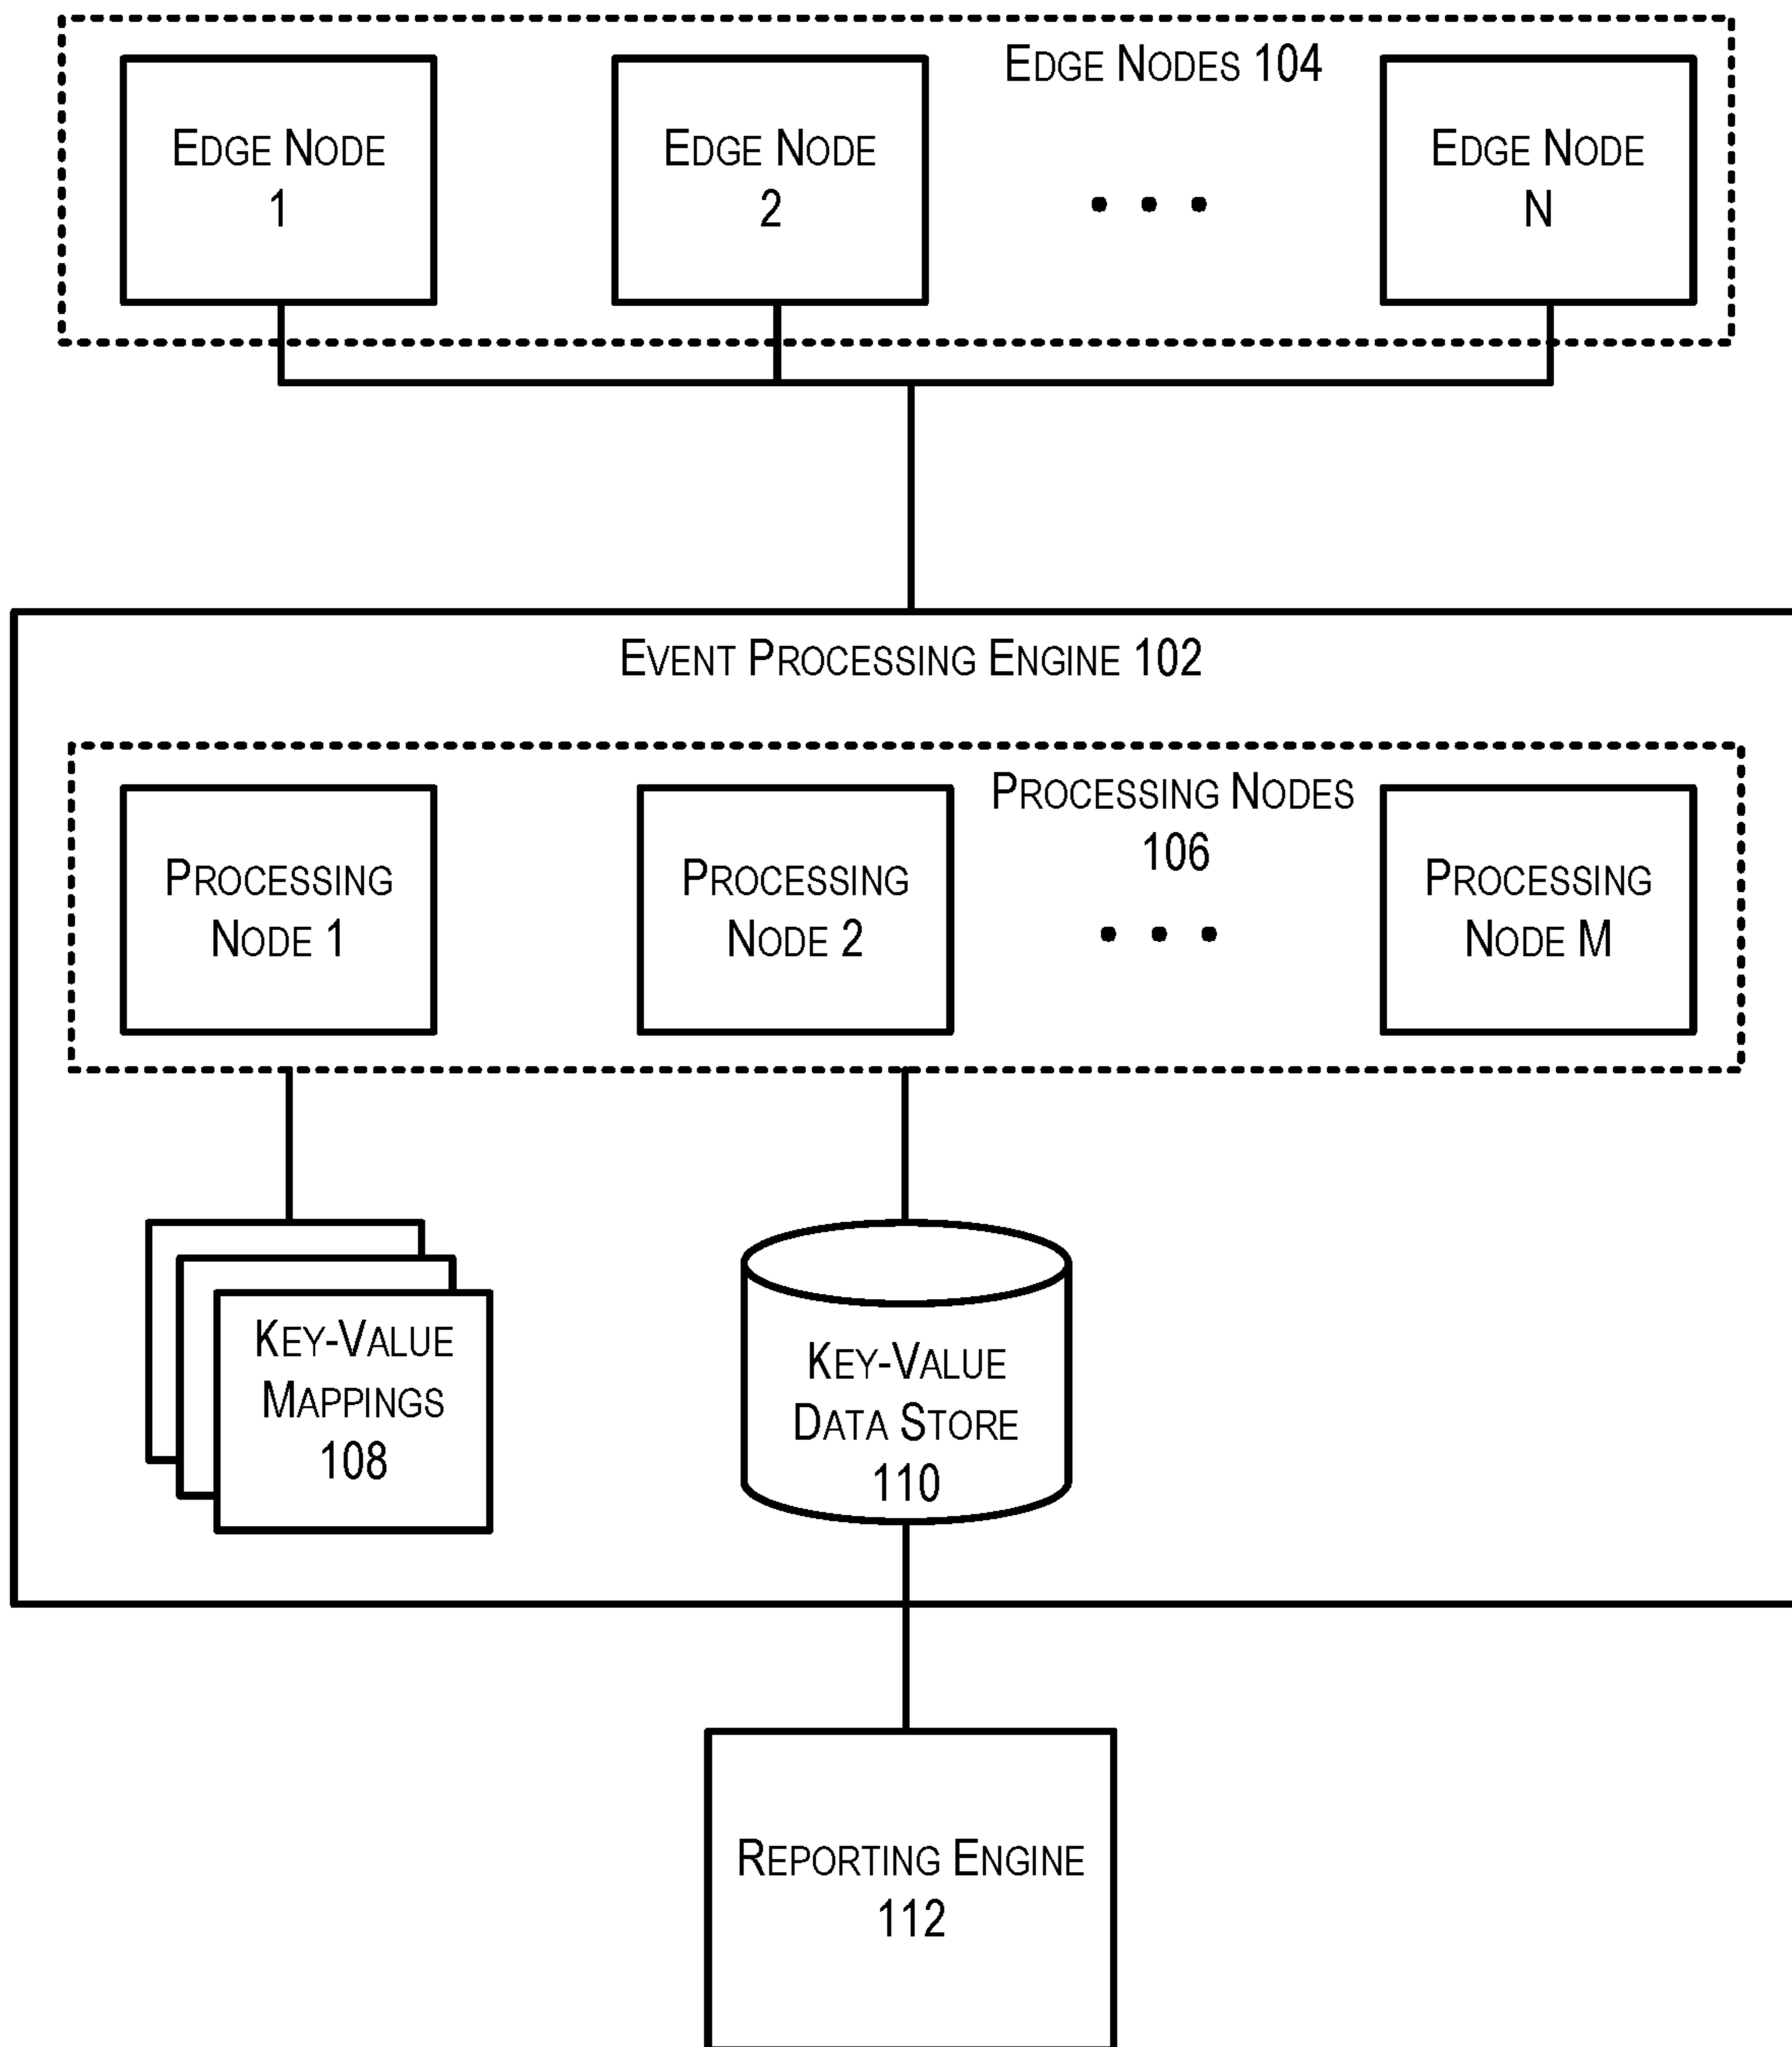 EDGE NODES 104
EDGE NODE
1
EDGE NODE
2
EDGE NODE
N
EVENT PROCESSING ENGINE 102
PROCESSING NODES
106
PROCESSING
NODE 1
PROCESSING
NODE 2
PROCESSING
NODE M
KEY-VALUE
MAPPINGS
108
KEY-VALUE
DATA STORE
110
REPORTING ENGINE
112